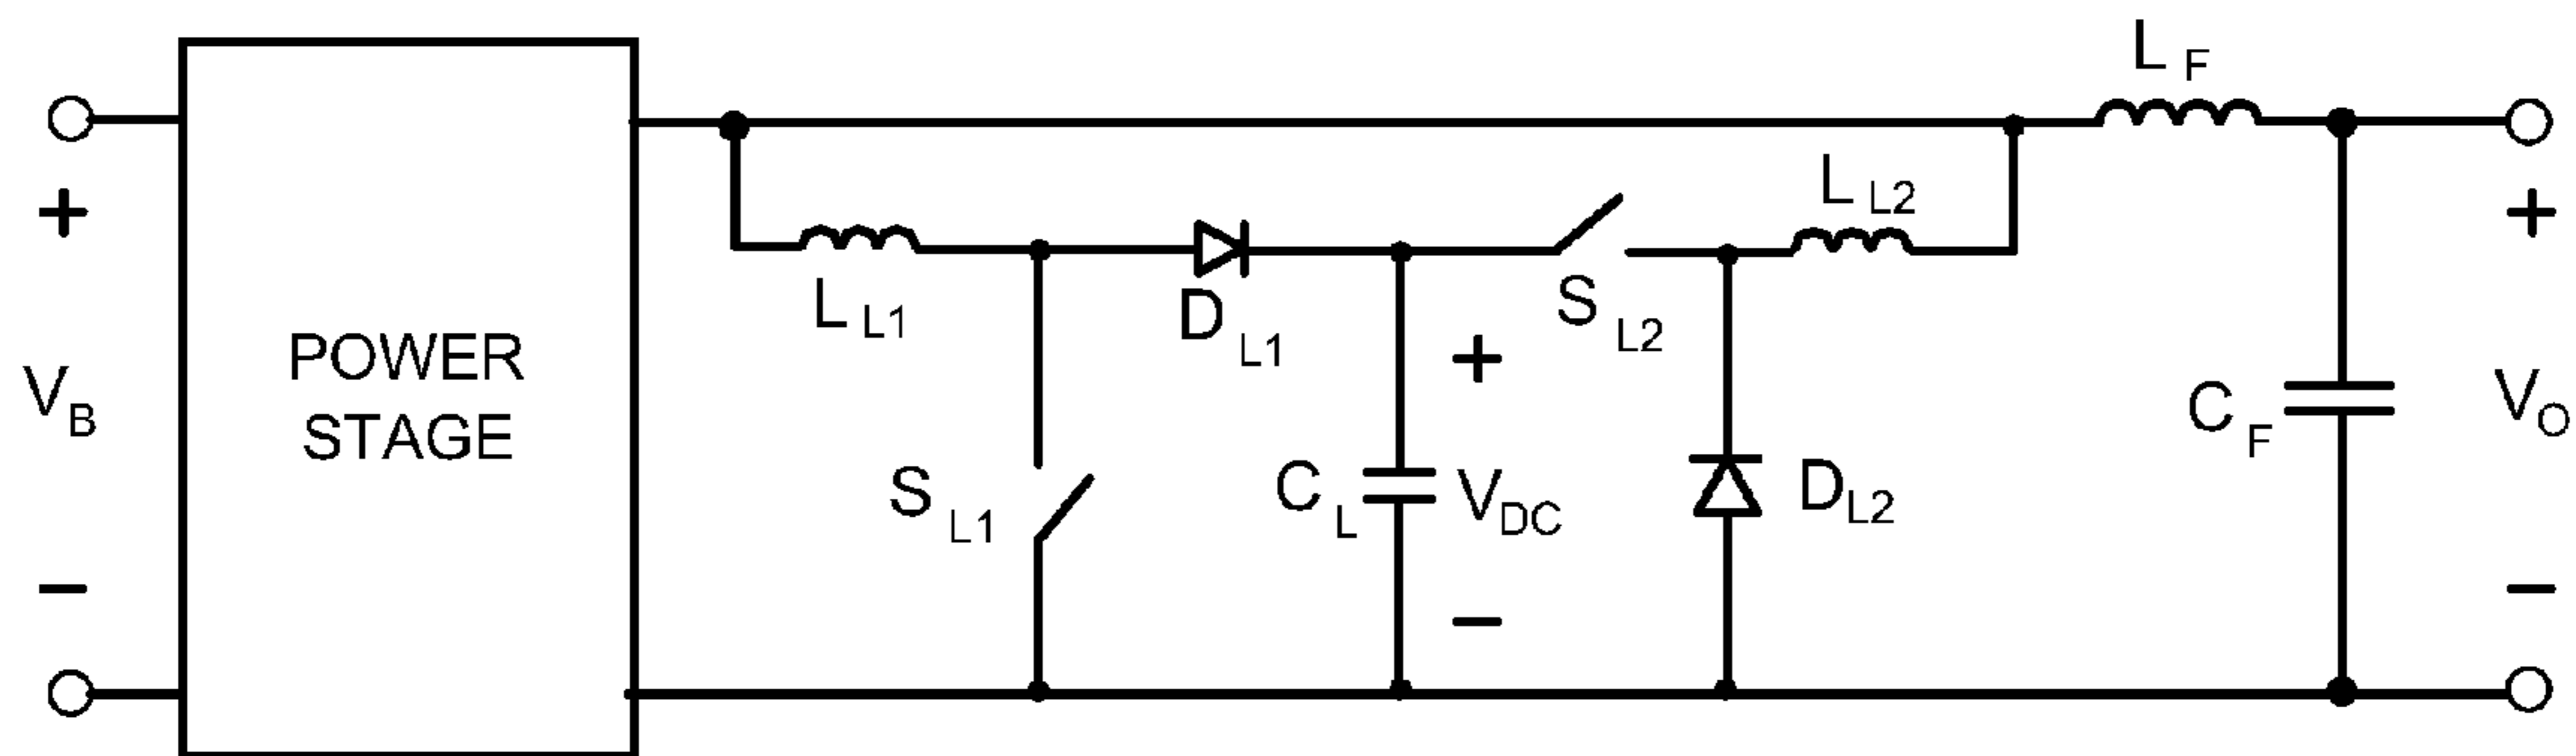 L F
+
+
L L2
L L1
D L1
S L2
+
POWER
STAGE
V B
C F
V O
S L1
C L
V DC
D L2
−
−
−